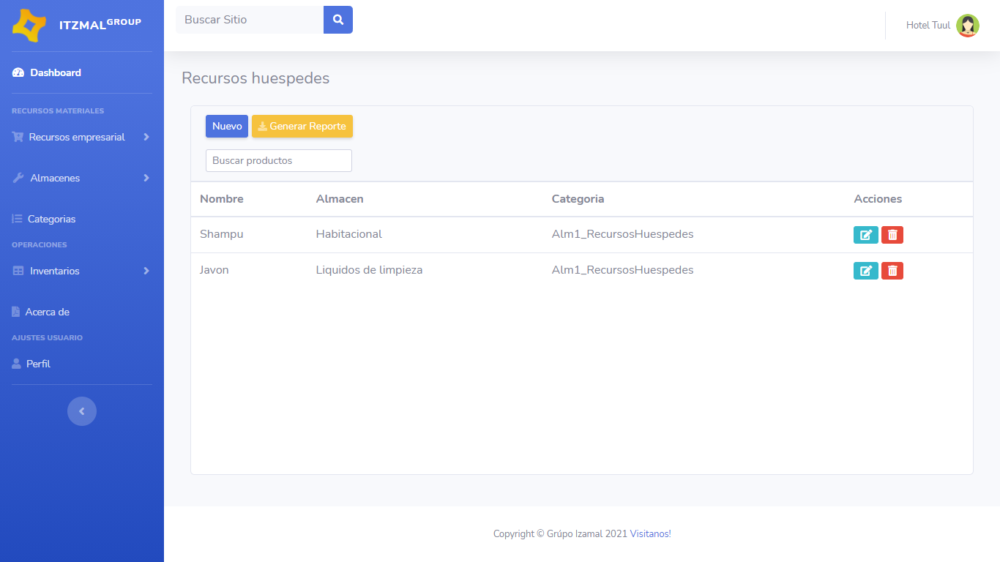 ITZMAL GROUP
Dashboard
RECURSOS MATERIALES
Recursos empresarial
Almacenes
Categorias
OPERACIONES
Inventarios
Acerca de
AJUSTES USUARIO
Perfil
Buscar Sitio
Hotel Tuul
Recursos huespedes
Nuevo Generar Reporte
Buscar productos
Nombre Almacen Categoria Acciones
Shampu Habitacional Alm1_RecursosHuespedes
Javon Liquidos de limpieza Alm1_RecursosHuespedes
Copyright © Grúpo Izamal 2021 Visitanos!